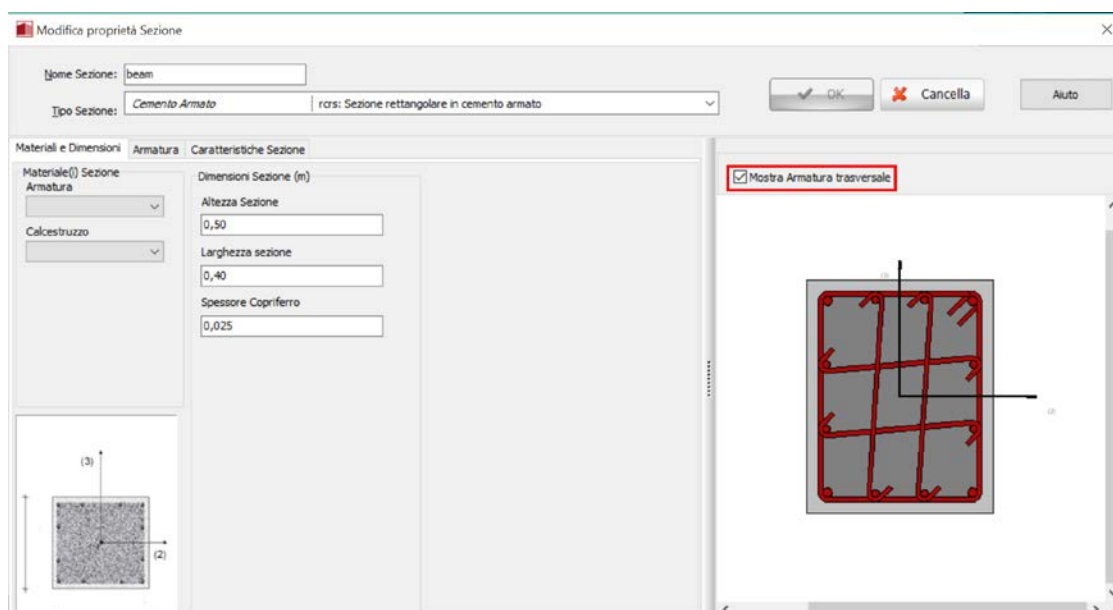 Modifica proprietà Sezione
Nome Sezione: beam
Tipo Sezione: Cemento Armato rcrs: Sezione rettangolare in cemento armato
OK
Cancella
Aiuto
Materiali e Dimensioni
Armatura
Caratteristiche Sezione
Materiale(i) Sezione
Armatura
Calcestruzzo
Dimensioni Sezione (m)
Altezza Sezione
0,50
Larghezza sezione
0,40
Spessore Copriferro
0,025
Mostra Armatura trasversale
(3)
(2)